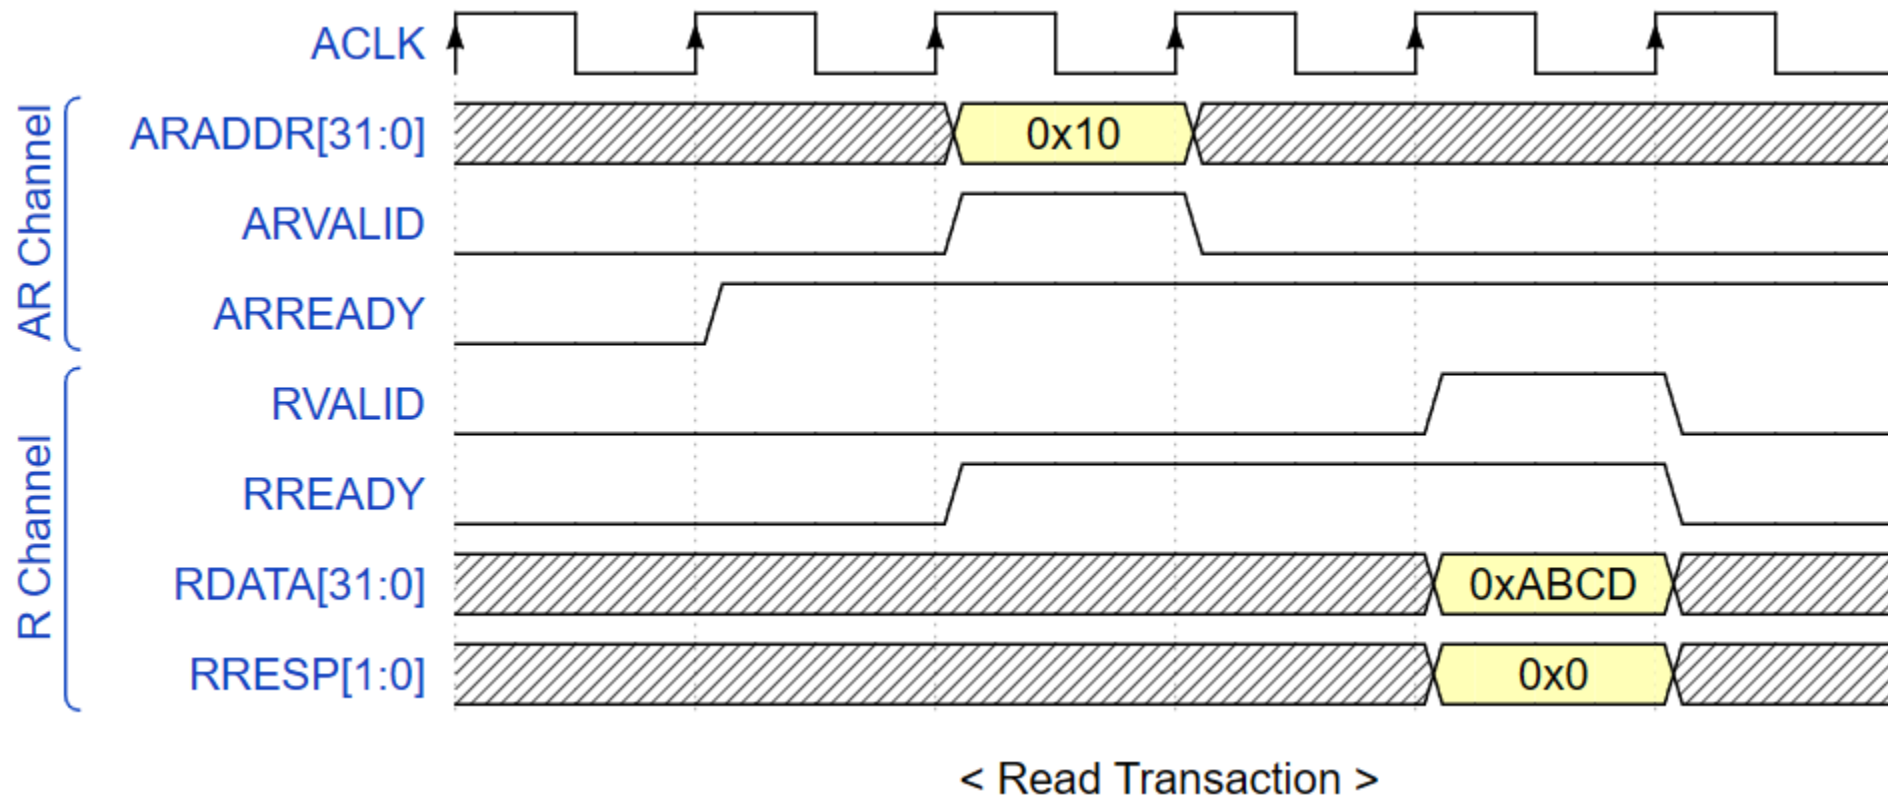 ACLK
AR Channel
ARADDR[31:0]
0x10
ARVALID
ARREADY
R Channel
RVALID
RREADY
RDATA[31:0]
0xABCD
RRESP[1:0]
0x0
< Read Transaction >